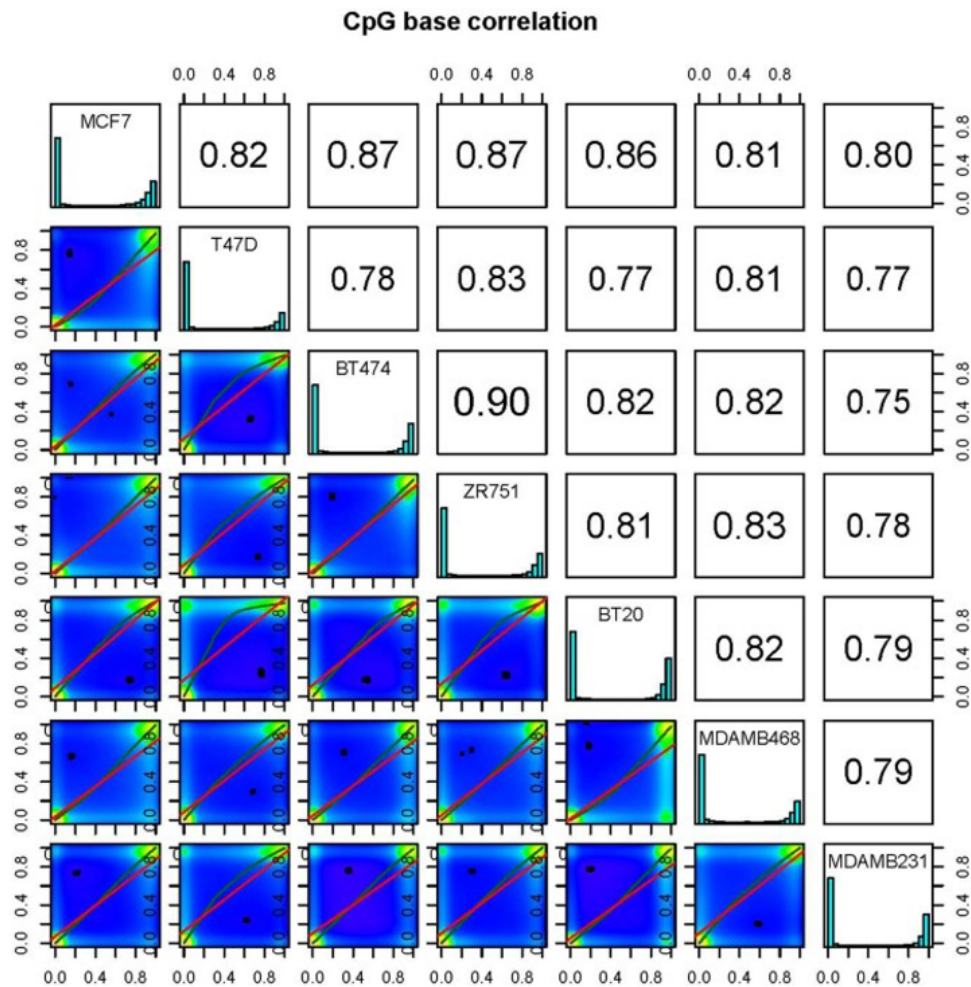 CpG base correlation
0.0 0.4 0.8 0.0 0.4 0.8 0.0 0.4 0.8
MCF7 0.82 0.87 0.87 0.86 0.81 0.80 0.0 0.4 0.8
0.0 0.4 0.8 T47D 0.78 0.83 0.77 0.81 0.77
0.0 0.4 0.8 BT474 0.90 0.82 0.82 0.75 0.0 0.4 0.8
0.0 0.4 0.8 ZR751 0.81 0.83 0.78
0.0 0.4 0.8 BT20 0.82 0.79 0.0 0.4 0.8
0.0 0.4 0.8 MDAMB468 0.79
0.0 0.4 0.8 MDAMB231 0.0 0.4 0.8
0.0 0.4 0.8 0.0 0.4 0.8 0.0 0.4 0.8 0.0 0.4 0.8